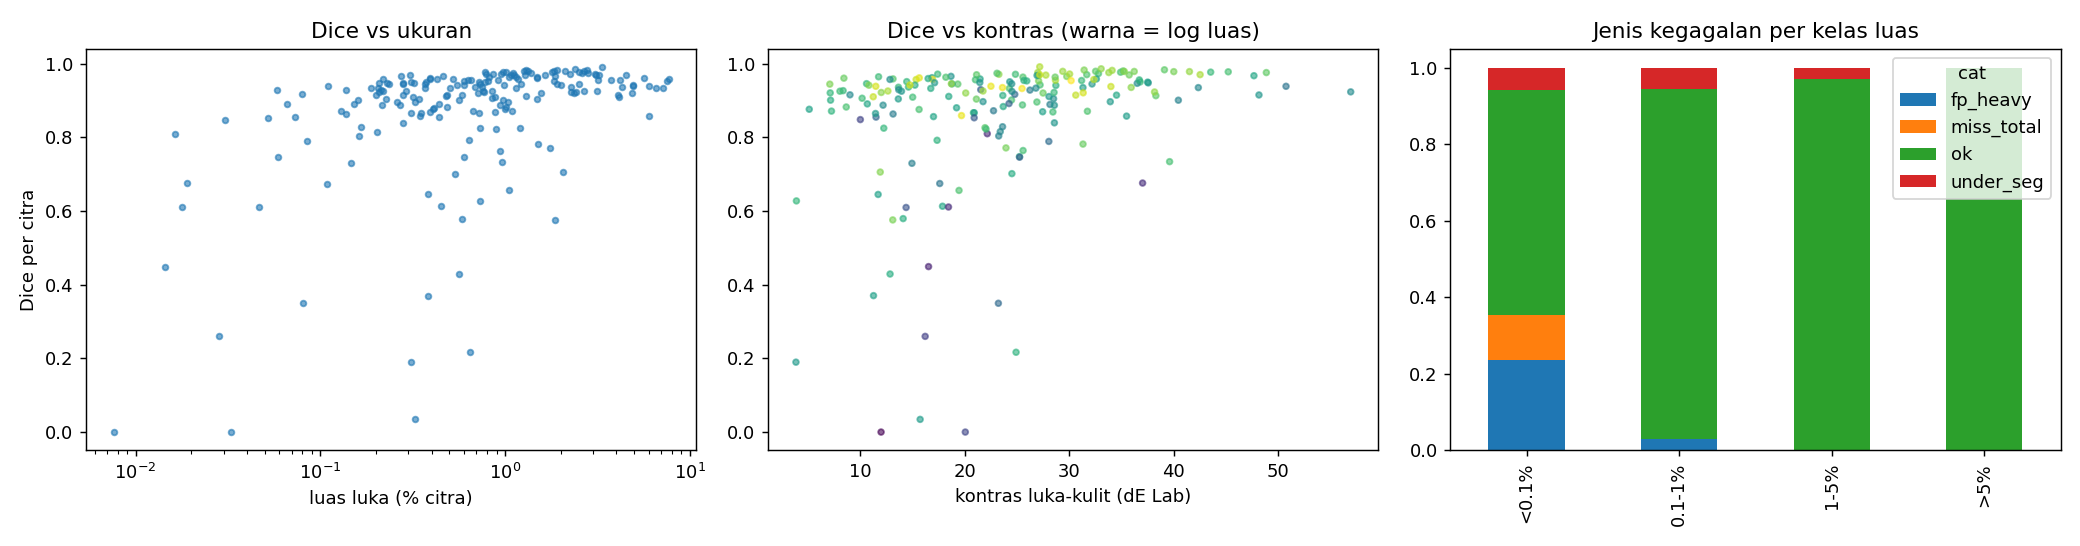 Dice vs ukuran
Dice per citra
1.0
0.8
0.6
0.4
0.2
0.0
10⁻²
10⁻¹
10⁰
10¹
luas luka (% citra)
Dice vs kontras (warna = log luas)
1.0
0.8
0.6
0.4
0.2
0.0
10
20
30
40
50
kontras luka-kulit (dE Lab)
Jenis kegagalan per kelas luas
1.0
0.8
0.6
0.4
0.2
0.0
cat
fp_heavy
miss_total
ok
under_seg
<0.1%
0.1-1%
1-5%
>5%